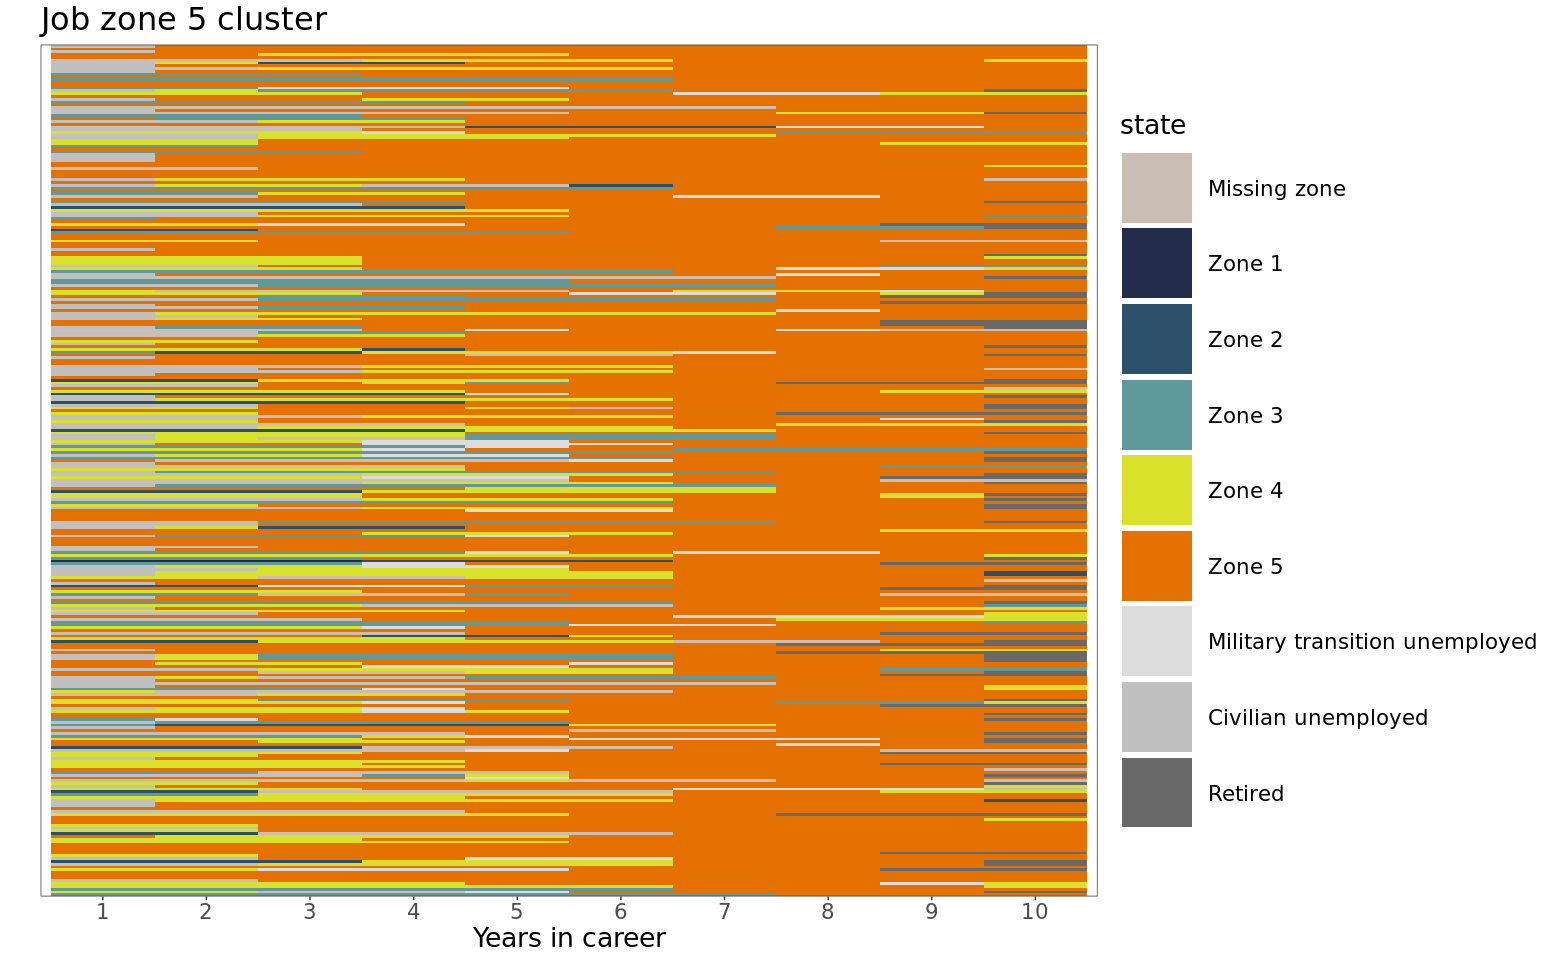 Job zone 5 cluster
state
Missing zone
Zone 1
Zone 2
Zone 3
Zone 4
Zone 5
Military transition unemployed
Civilian unemployed
Retired
1 2 3 4 5 6 7 8 9 10
Years in career